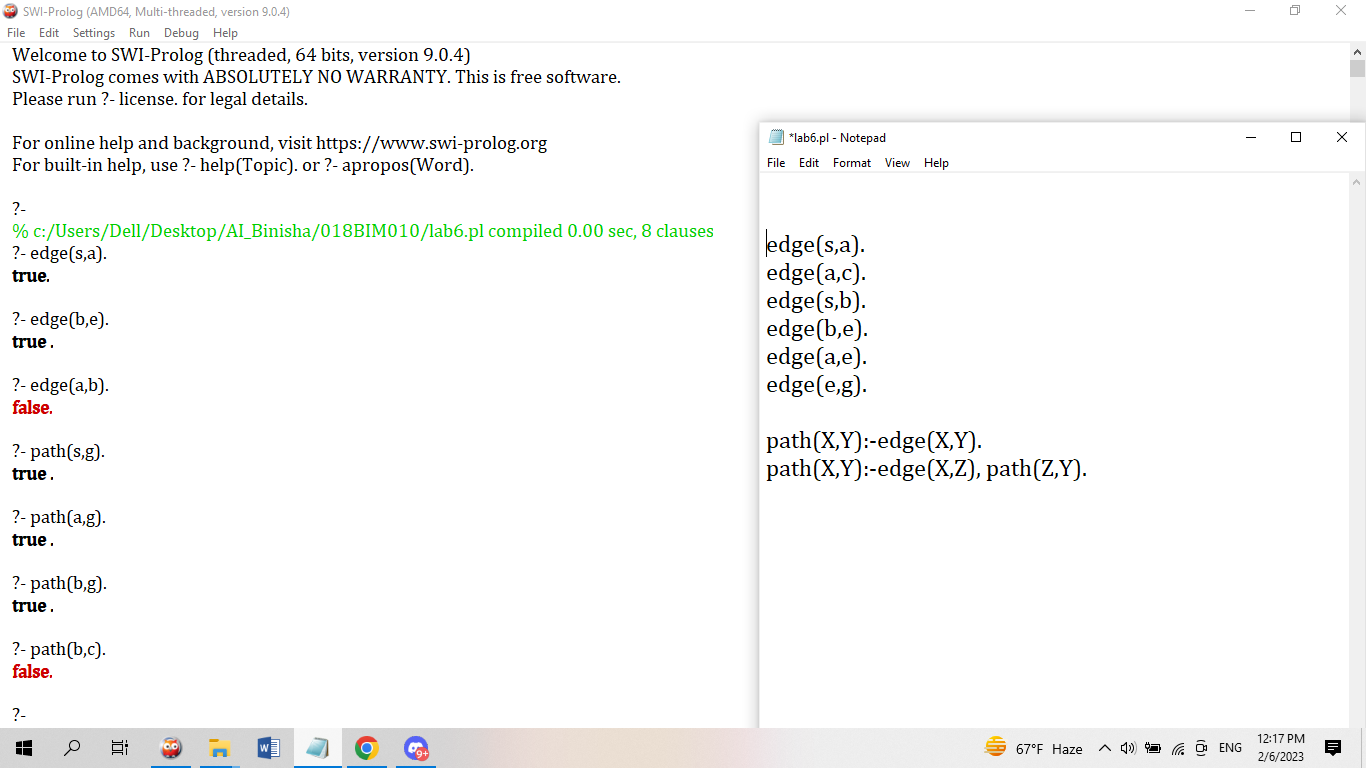 SWI-Prolog (AMD64, Multi-threaded, version 9.0.4)
File Edit Settings Run Debug Help
Welcome to SWI-Prolog (threaded, 64 bits, version 9.0.4)
SWI-Prolog comes with ABSOLUTELY NO WARRANTY. This is free software.
Please run ?- license. for legal details.
For online help and background, visit https://www.swi-prolog.org
For built-in help, use ?- help(Topic). or ?- apropos(Word).
?-
% c:/Users/Dell/Desktop/AI_Binisha/018BIM010/lab6.pl compiled 0.00 sec, 8 clauses
?- edge(s,a).
true.
?- edge(b,e).
true .
?- edge(a,b).
false.
?- path(s,g).
true .
?- path(a,g).
true .
?- path(b,g).
true .
?- path(b,c).
false.
?-
*lab6.pl - Notepad
File Edit Format View Help
edge(s,a).
edge(a,c).
edge(s,b).
edge(b,e).
edge(a,e).
edge(e,g).
path(X,Y):-edge(X,Y).
path(X,Y):-edge(X,Z), path(Z,Y).
9+
67°F Haze
ENG
12:17 PM
2/6/2023